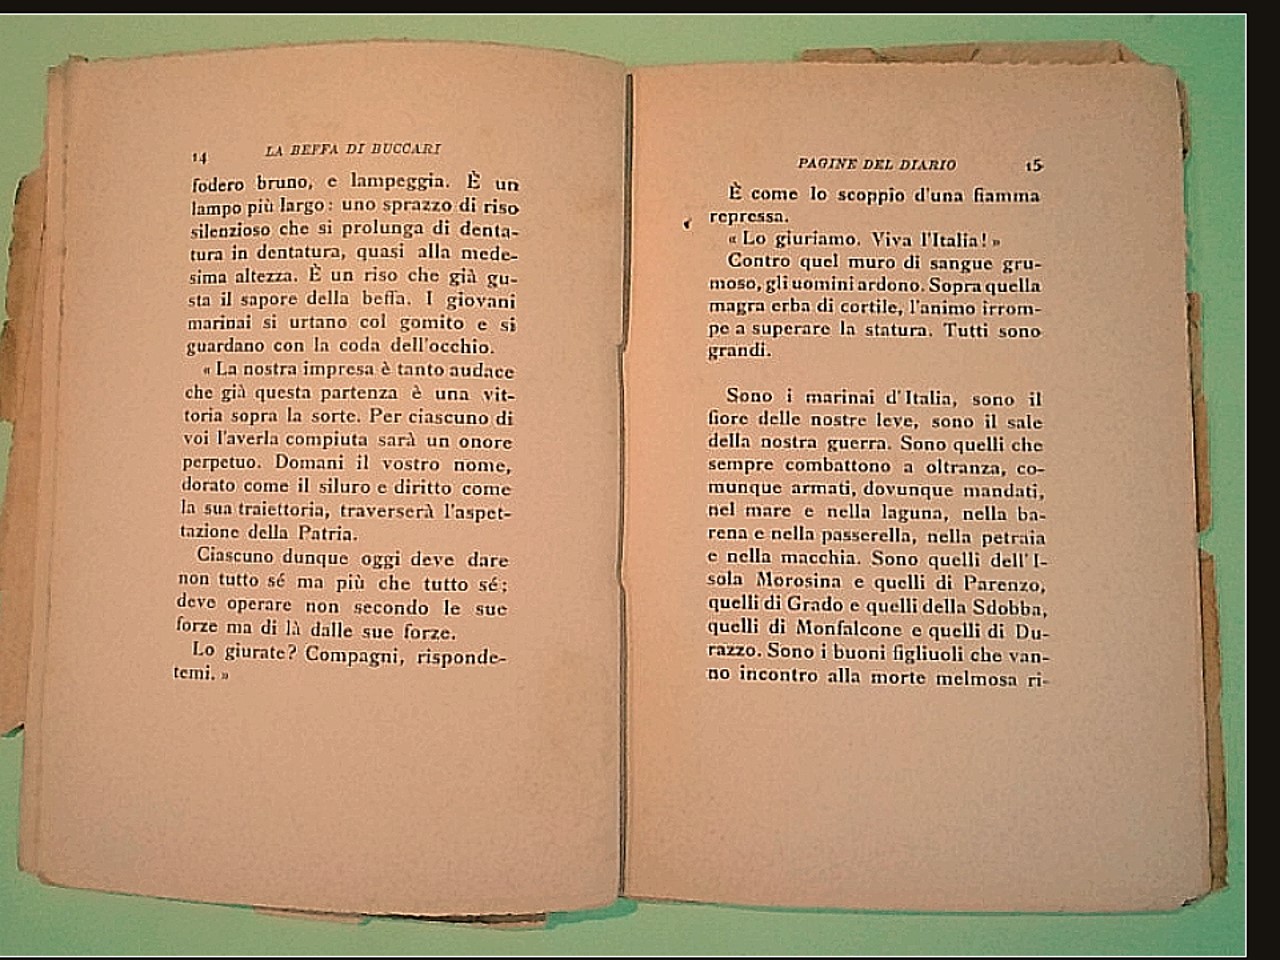 14
LA BEFFA DI BUCCARI
fodero bruno, e lampeggia. È un
lampo più largo: uno sprazzo di riso
silenzioso che si prolunga di denta-
tura in dentatura, quasi alla mede-
sima altezza. È un riso che già gu-
sta il sapore della beffa. I giovani
marinai si urtano col gomito e si
guardano con la coda dell'occhio.
« La nostra impresa è tanto audace
che già questa partenza è una vit-
toria sopra la sorte. Per ciascuno di
voi l'averla compiuta sarà un onore
perpetuo. Domani il vostro nome,
dorato come il siluro e diritto come
la sua traiettoria, traverserà l'aspet-
tazione della Patria.
Ciascuno dunque oggi deve dare
non tutto sé ma più che tutto sé;
deve operare non secondo le sue
forze ma di là dalle sue forze.
Lo giurate? Compagni, risponde-
temi. »
PAGINE DEL DIARIO
15
È come lo scoppio d'una fiamma
repressa.
« Lo giuriamo. Viva l'Italia! »
Contro quel muro di sangue gru-
moso, gli uomini ardono. Sopra quella
magra erba di cortile, l'animo irrom-
pe a superare la statura. Tutti sono
grandi.
Sono i marinai d'Italia, sono il
fiore delle nostre leve, sono il sale
della nostra guerra. Sono quelli che
sempre combattono a oltranza, co-
munque armati, dovunque mandati,
nel mare e nella laguna, nella ba-
rena e nella passerella, nella petraia
e nella macchia. Sono quelli dell'I-
sola Morosina e quelli di Parenzo,
quelli di Grado e quelli della Sdobba,
quelli di Monfalcone e quelli di Du-
razzo. Sono i buoni figliuoli che van-
no incontro alla morte melmosa ri-